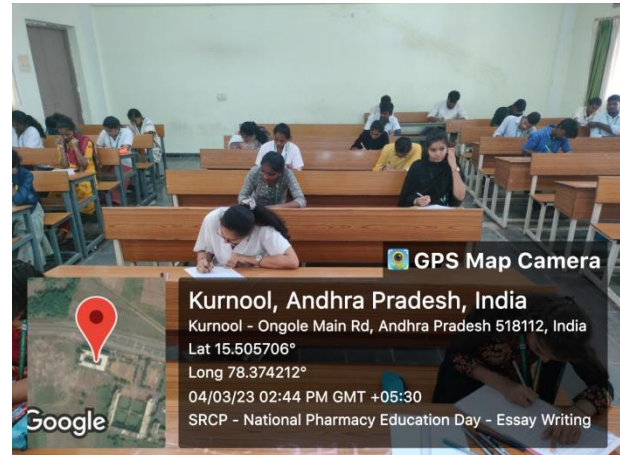 GPS Map Camera
Kurnool, Andhra Pradesh, India
Kurnool - Ongole Main Rd, Andhra Pradesh 518112, India
Lat 15.505706°
Long 78.374212°
04/03/23 02:44 PM GMT +05:30
SRCP - National Pharmacy Education Day - Essay Writing
Google